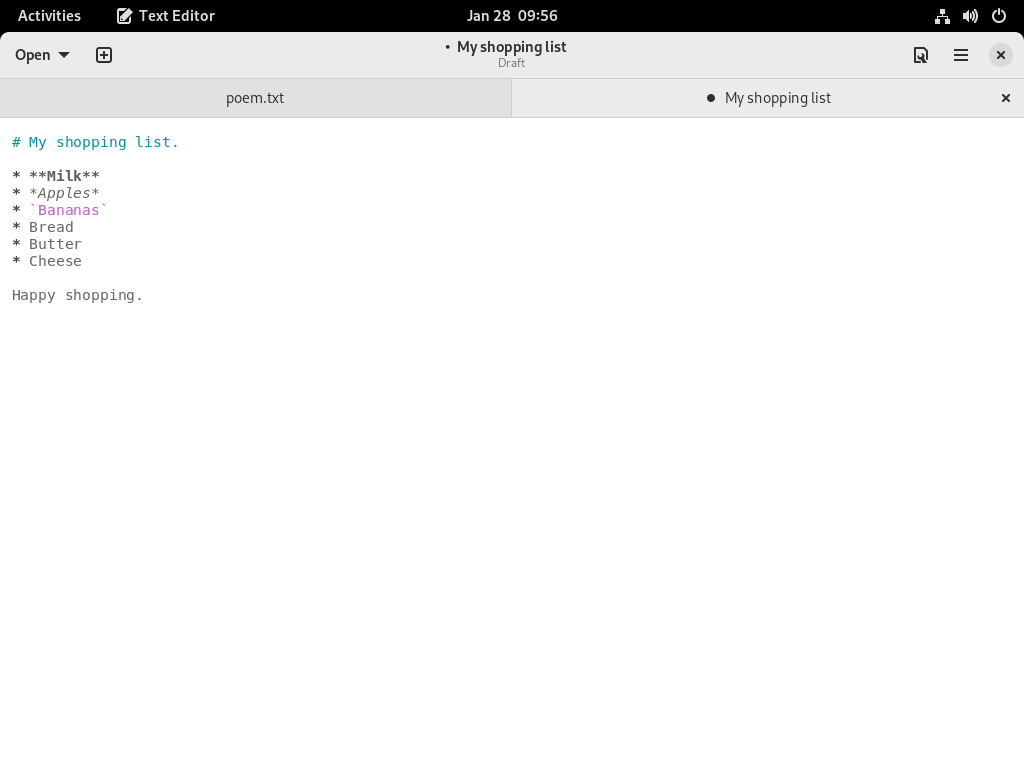 Activities Text Editor Jan 28 09:56
Open • My shopping list
Draft
poem.txt ● My shopping list
# My shopping list.
* **Milk**
* *Apples*
* `Bananas`
* Bread
* Butter
* Cheese
Happy shopping.